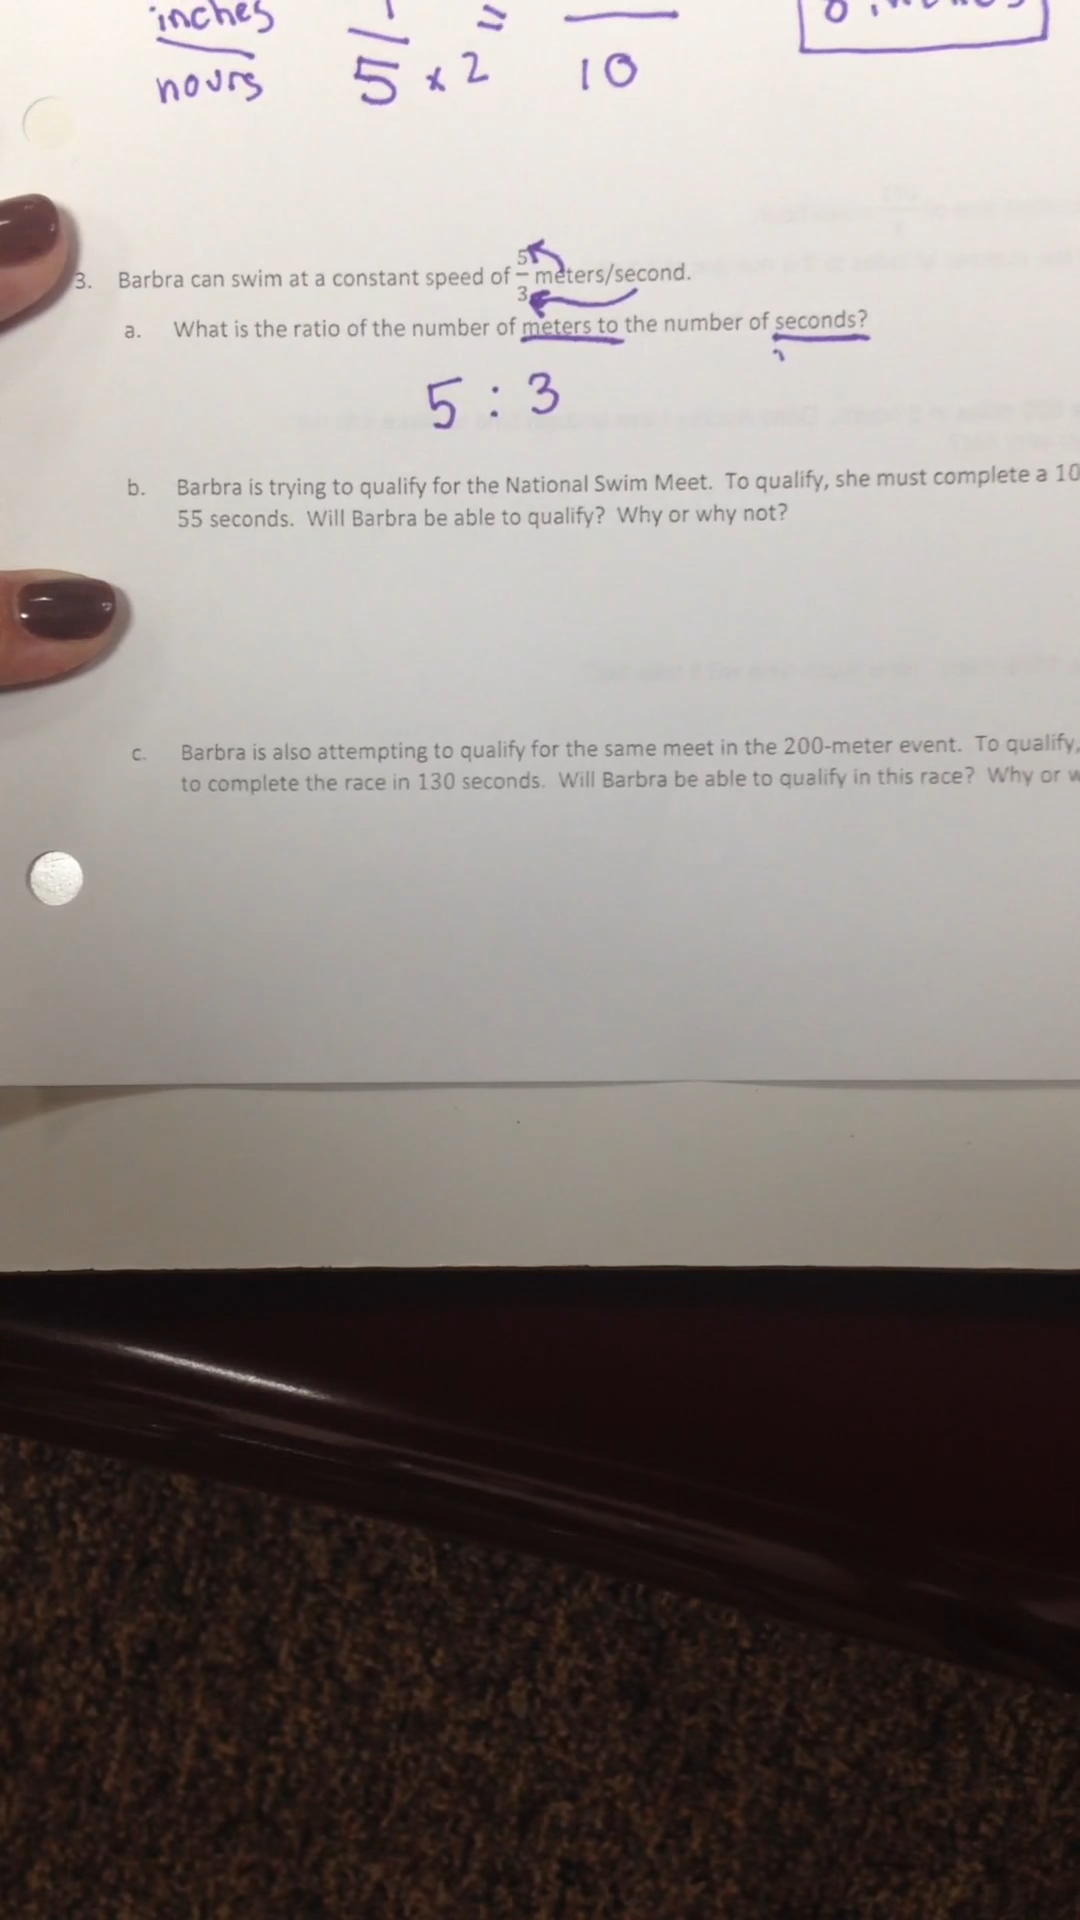 inches
hours 5 x 2 = 10
3. Barbra can swim at a constant speed of 5/3 meters/second.
a. What is the ratio of the number of meters to the number of seconds?
5 : 3
b. Barbra is trying to qualify for the National Swim Meet. To qualify, she must complete a 10
55 seconds. Will Barbra be able to qualify? Why or why not?
c. Barbra is also attempting to qualify for the same meet in the 200-meter event. To qualify,
to complete the race in 130 seconds. Will Barbra be able to qualify in this race? Why or w